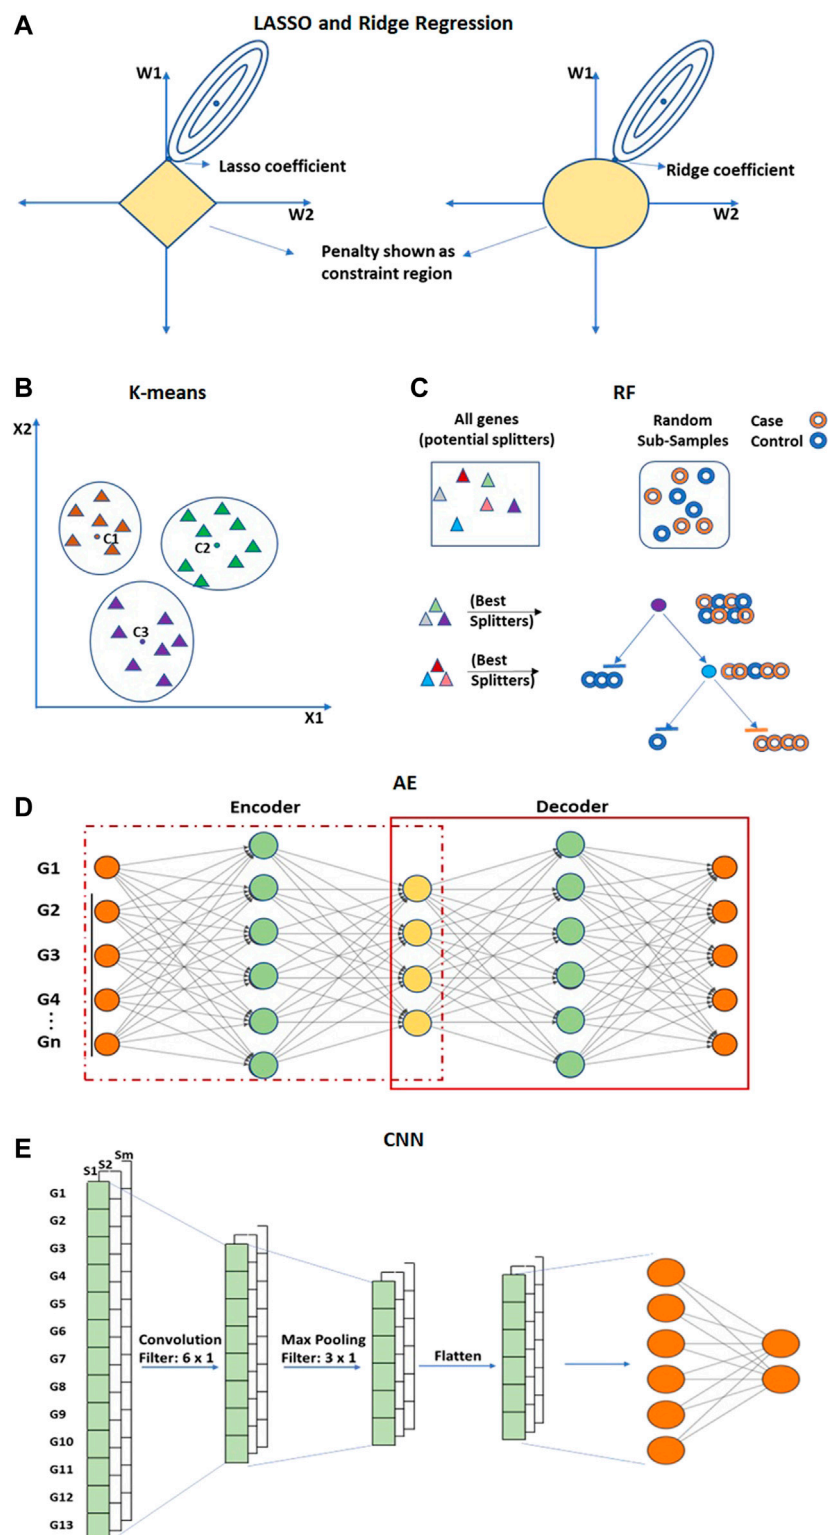 A
LASSO and Ridge Regression
W1
Lasso coefficient
W2
W1
Ridge coefficient
W2
Penalty shown as
constraint region
B
K-means
X2
C1
C2
C3
X1
C
RF
All genes
(potential splitters)
Random
Sub-Samples
Case
Control
(Best
Splitters)
(Best
Splitters)
D
AE
Encoder
Decoder
G1
G2
G3
G4
Gn
E
CNN
S1
S2
Sm
G1
G2
G3
G4
G5
G6
G7
G8
G9
G10
G11
G12
G13
Convolution
Filter: 6 x 1
Max Pooling
Filter: 3 x 1
Flatten